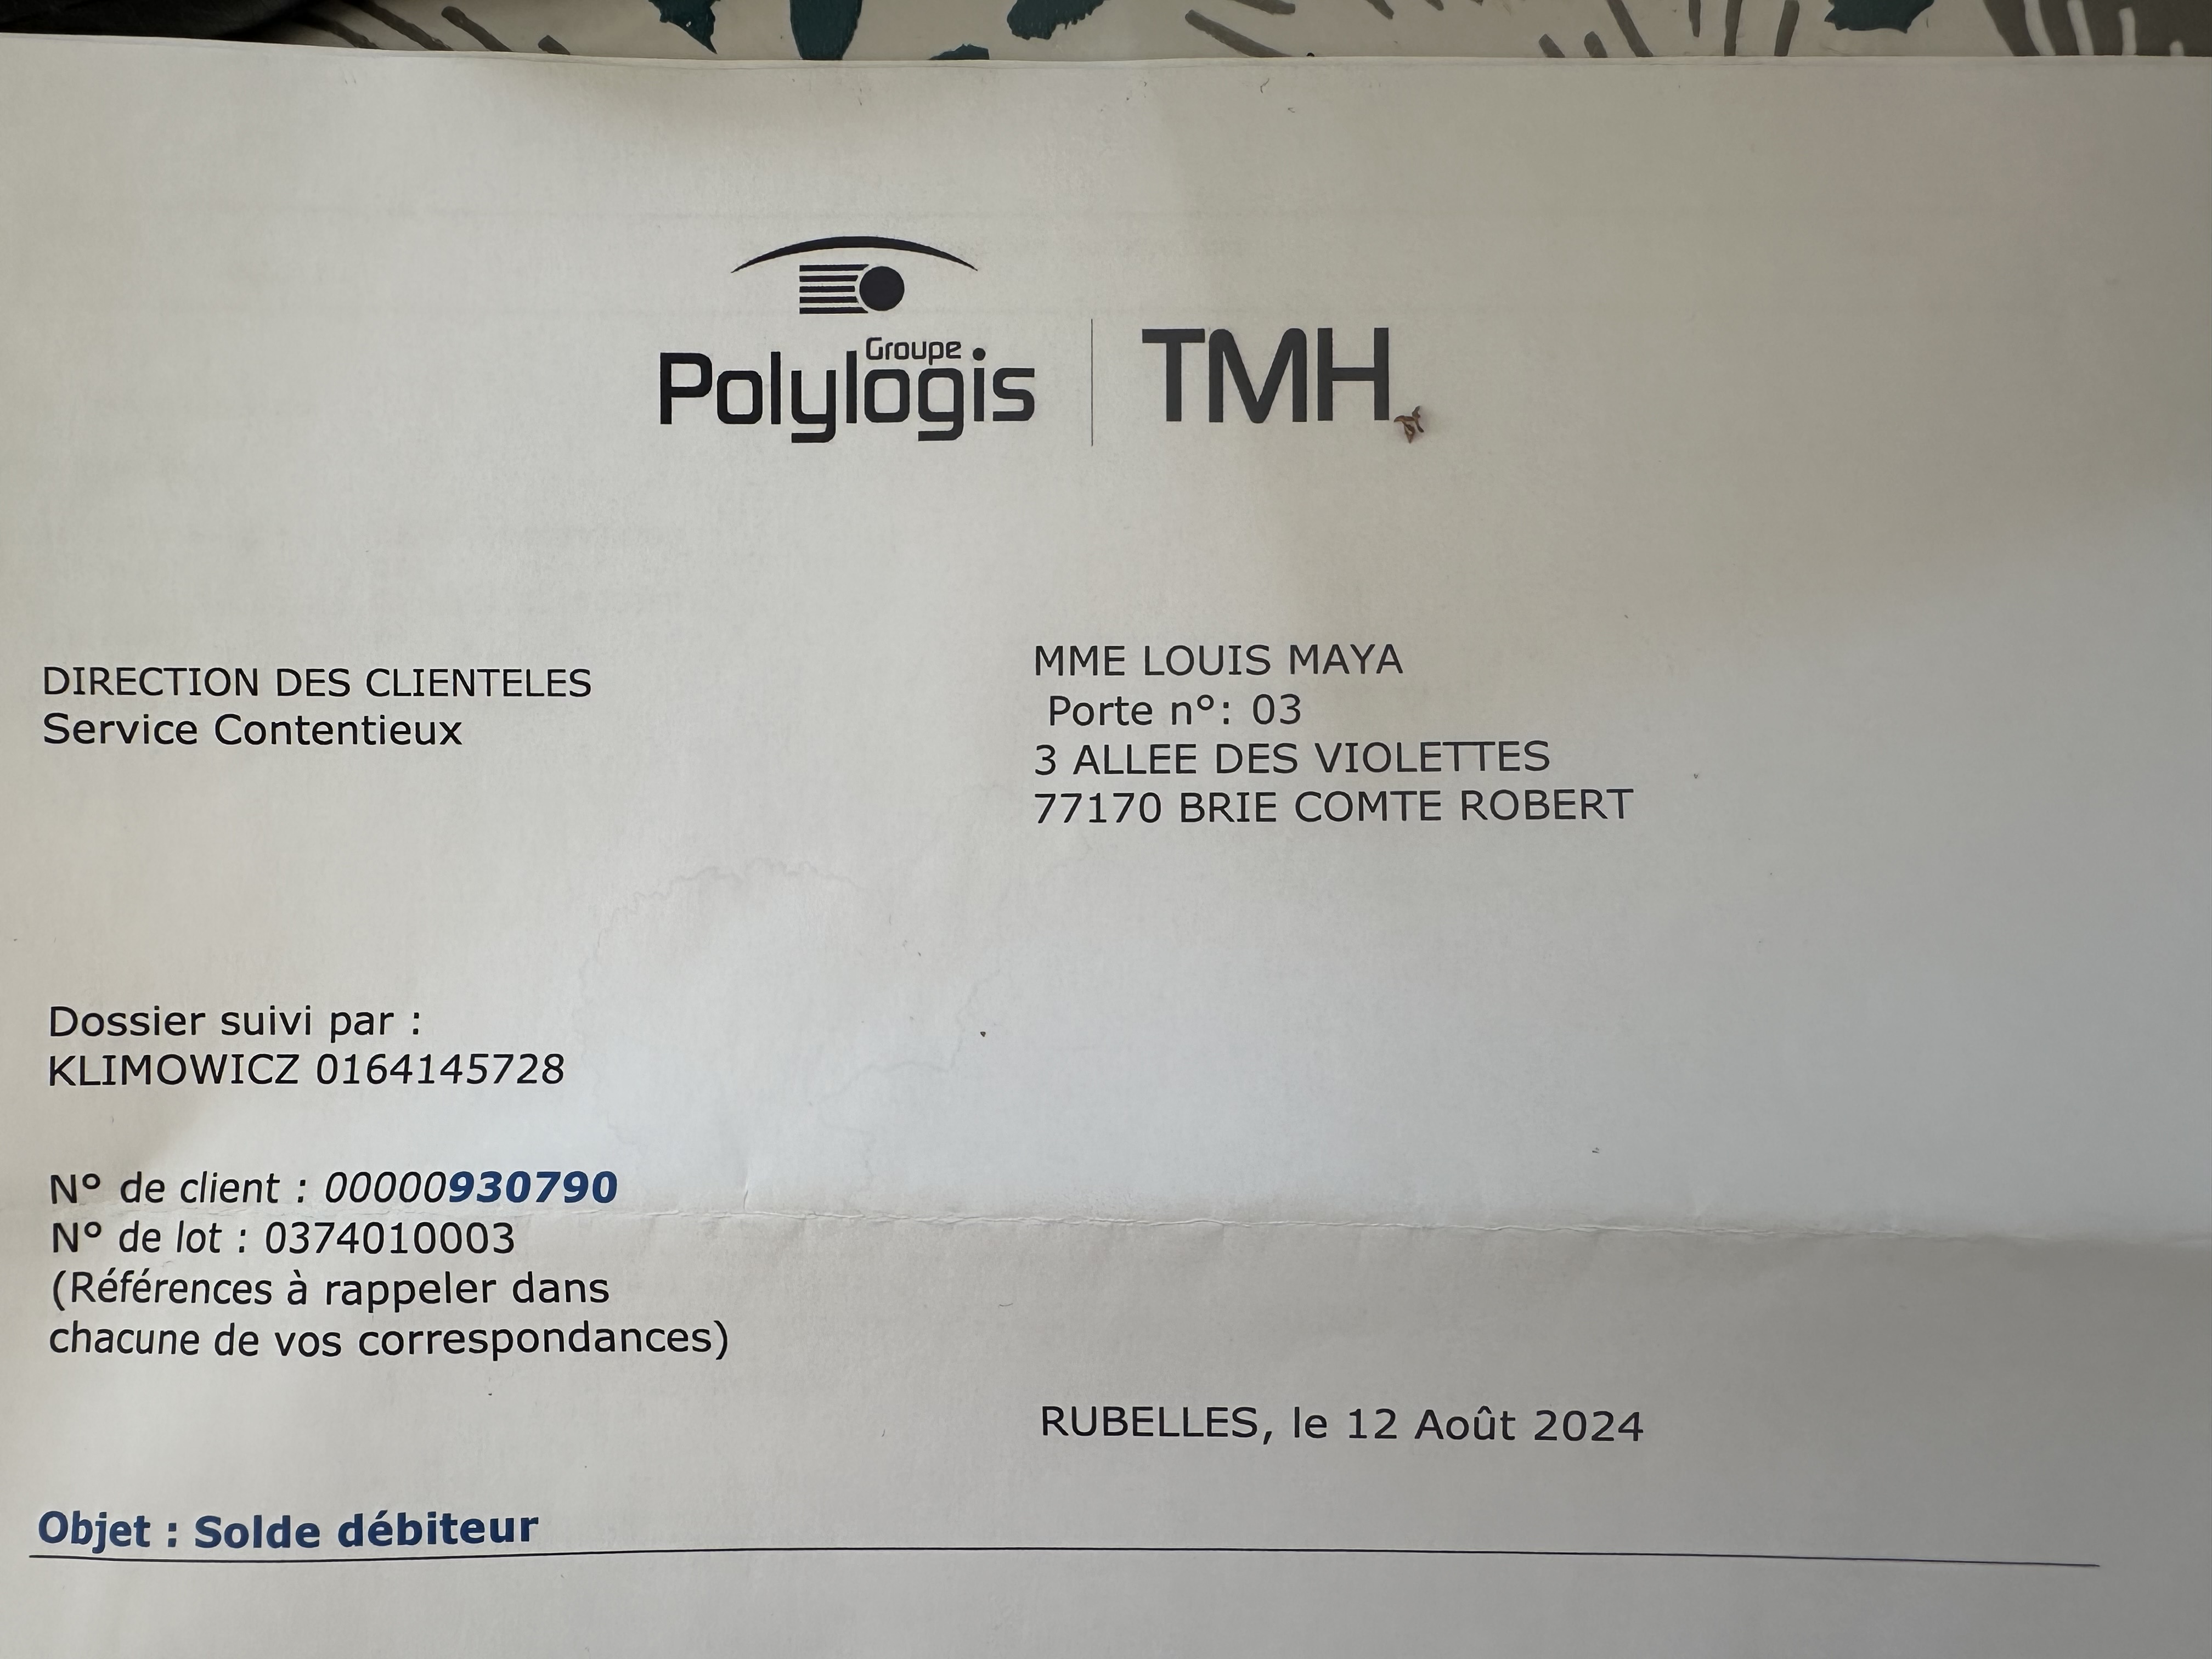 Groupe
Polylogis
TMH
DIRECTION DES CLIENTELES
Service Contentieux
MME LOUIS MAYA
Porte n°: 03
3 ALLEE DES VIOLETTES
77170 BRIE COMTE ROBERT
Dossier suivi par :
KLIMOWICZ 0164145728
N° de client : 00000930790
N° de lot : 0374010003
(Références à rappeler dans
chacune de vos correspondances)
RUBELLES, le 12 Août 2024
Objet : Solde débiteur